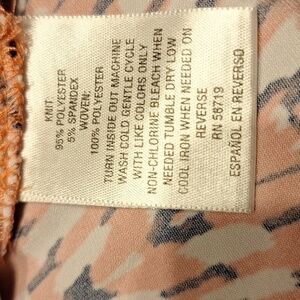 KNIT
95% POLYESTER
5% SPANDEX
WOVEN:
100% POLYESTER
TURN INSIDE OUT MACHINE
WASH COLD GENTLE CYCLE
WITH LIKE COLORS ONLY
NON-CHLORINE BLEACH WHEN
NEEDED TUMBLE DRY LOW
COOL IRON WHEN NEEDED ON
REVERSE
RN 58719
ESPAÑOL EN REVERSO